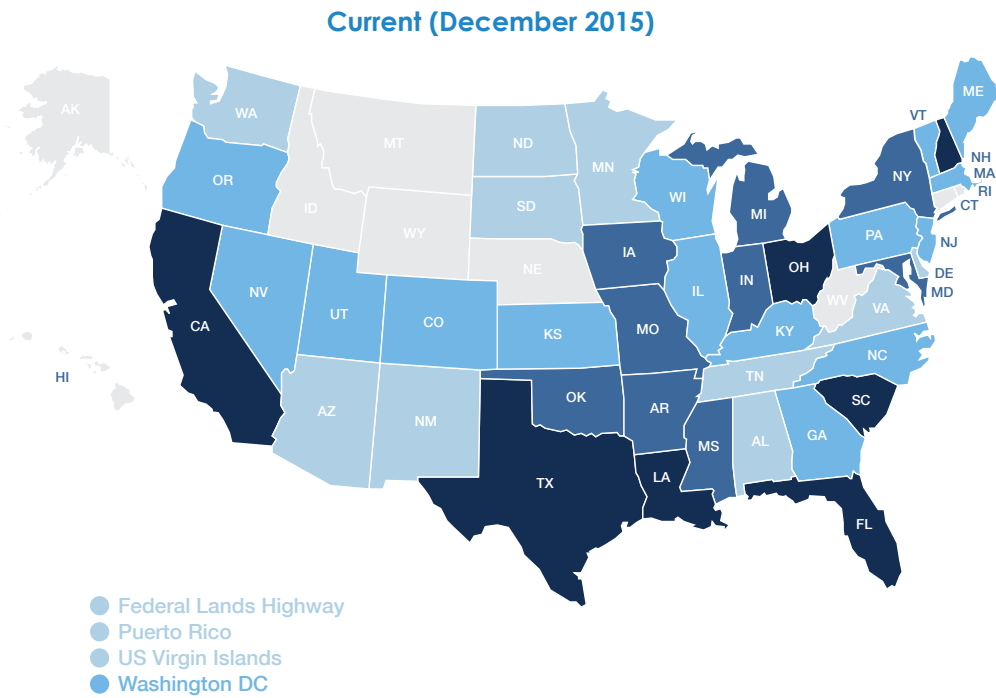 Current (December 2015)
AK
WA
MT
ND
MN
OR
ID
WY
SD
WI
MI
NY
VT
ME
NH
MA
RI
CT
NV
UT
CO
NE
IA
IL
IN
OH
PA
NJ
DE
MD
CA
KS
MO
KY
WV
VA
HI
AZ
NM
OK
AR
TN
NC
SC
TX
LA
MS
AL
GA
FL
Federal Lands Highway
Puerto Rico
US Virgin Islands
Washington DC